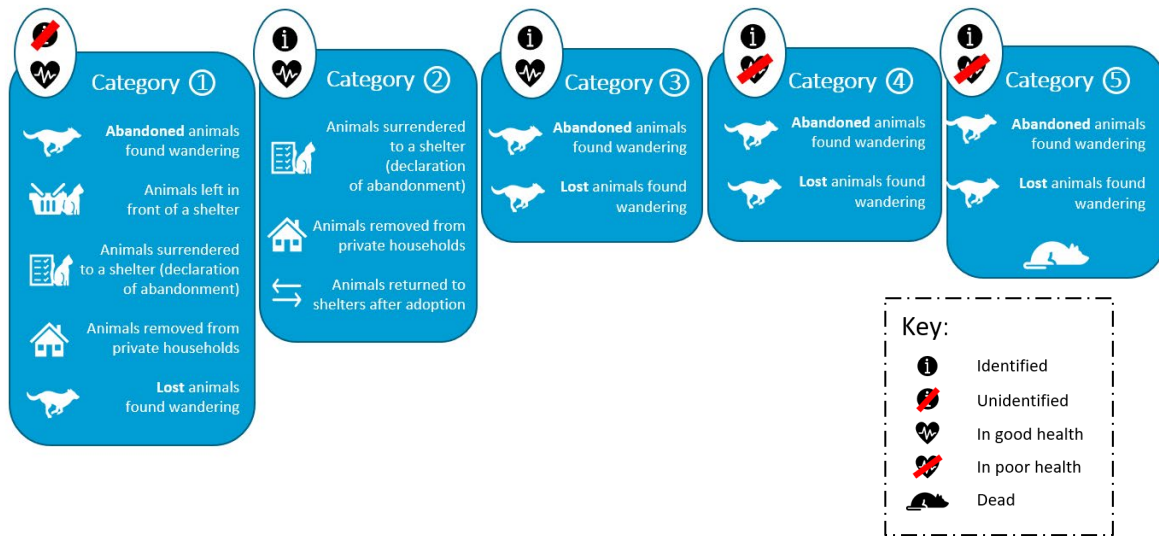 Category ①
Abandoned animals
found wandering
Animals left in
front of a shelter
Animals surrendered
to a shelter (declaration
of abandonment)
Animals removed from
private households
Lost animals
found wandering
Category ②
Animals surrendered
to a shelter
(declaration
of abandonment)
Animals removed from
private households
Animals returned to
shelters after adoption
Category ③
Abandoned animals
found wandering
Lost animals found
wandering
Category ④
Abandoned animals
found wandering
Lost animals found
wandering
Category ⑤
Abandoned animals
found wandering
Lost animals found
wandering
Key:
Identified
Unidentified
In good health
In poor health
Dead